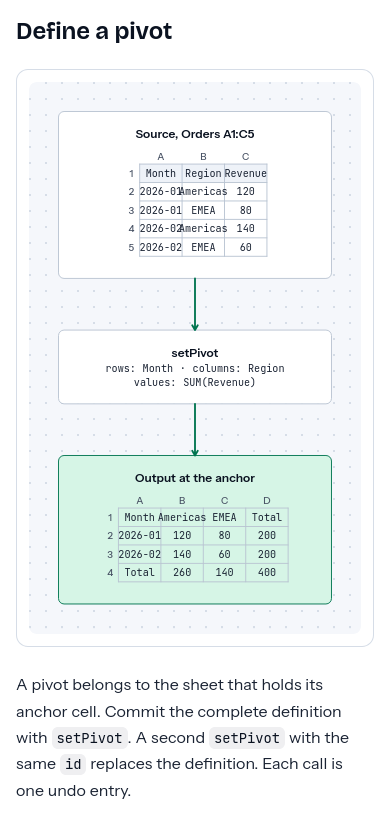 Define a pivot
Source, Orders A1:C5
A B C
1 Month Region Revenue
2 2026-01 Americas 120
3 2026-01 EMEA 80
4 2026-02 Americas 140
5 2026-02 EMEA 60
setPivot
rows: Month · columns: Region
values: SUM(Revenue)
Output at the anchor
A B C D
1 Month Americas EMEA Total
2 2026-01 120 80 200
3 2026-02 140 60 200
4 Total 260 140 400
A pivot belongs to the sheet that holds its
anchor cell. Commit the complete definition
with setPivot. A second setPivot with the
same id replaces the definition. Each call is
one undo entry.